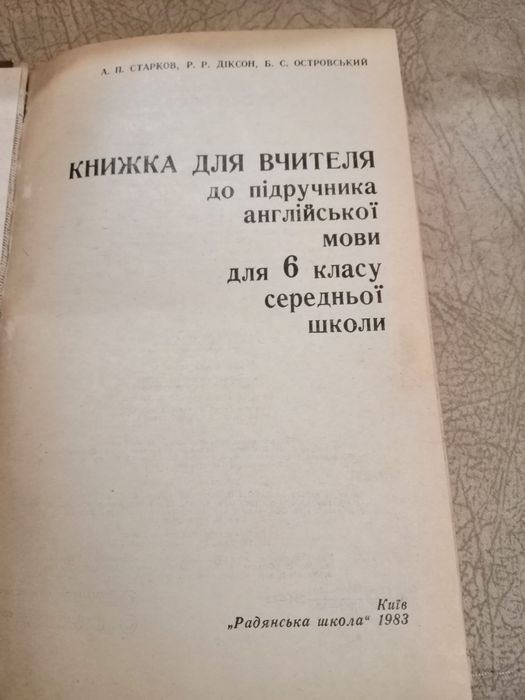 А. П. СТАРКОВ, Р. Р. ДІКСОН, Б. С. ОСТРОВСЬКИЙ
КНИЖКА ДЛЯ ВЧИТЕЛЯ
до підручника
англійської
мови
для 6 класу
середньої
школи
Київ
„Радянська школа“ 1983